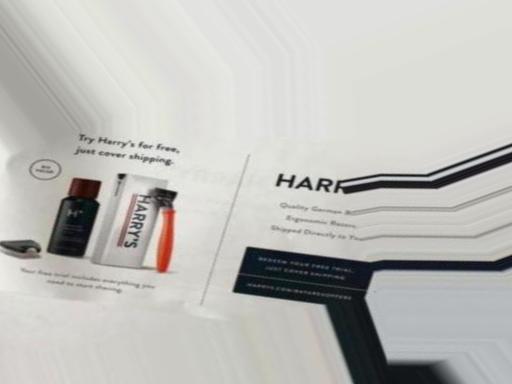 Try Harry's for free,
just cover shipping.
HARRY'S
Your free trial includes everything you
need to start shaving.
HARR
Quality German
Ergonomic Razors,
Shipped Directly to You
REDEEM YOUR FREE TRIAL,
JUST COVER SHIPPING